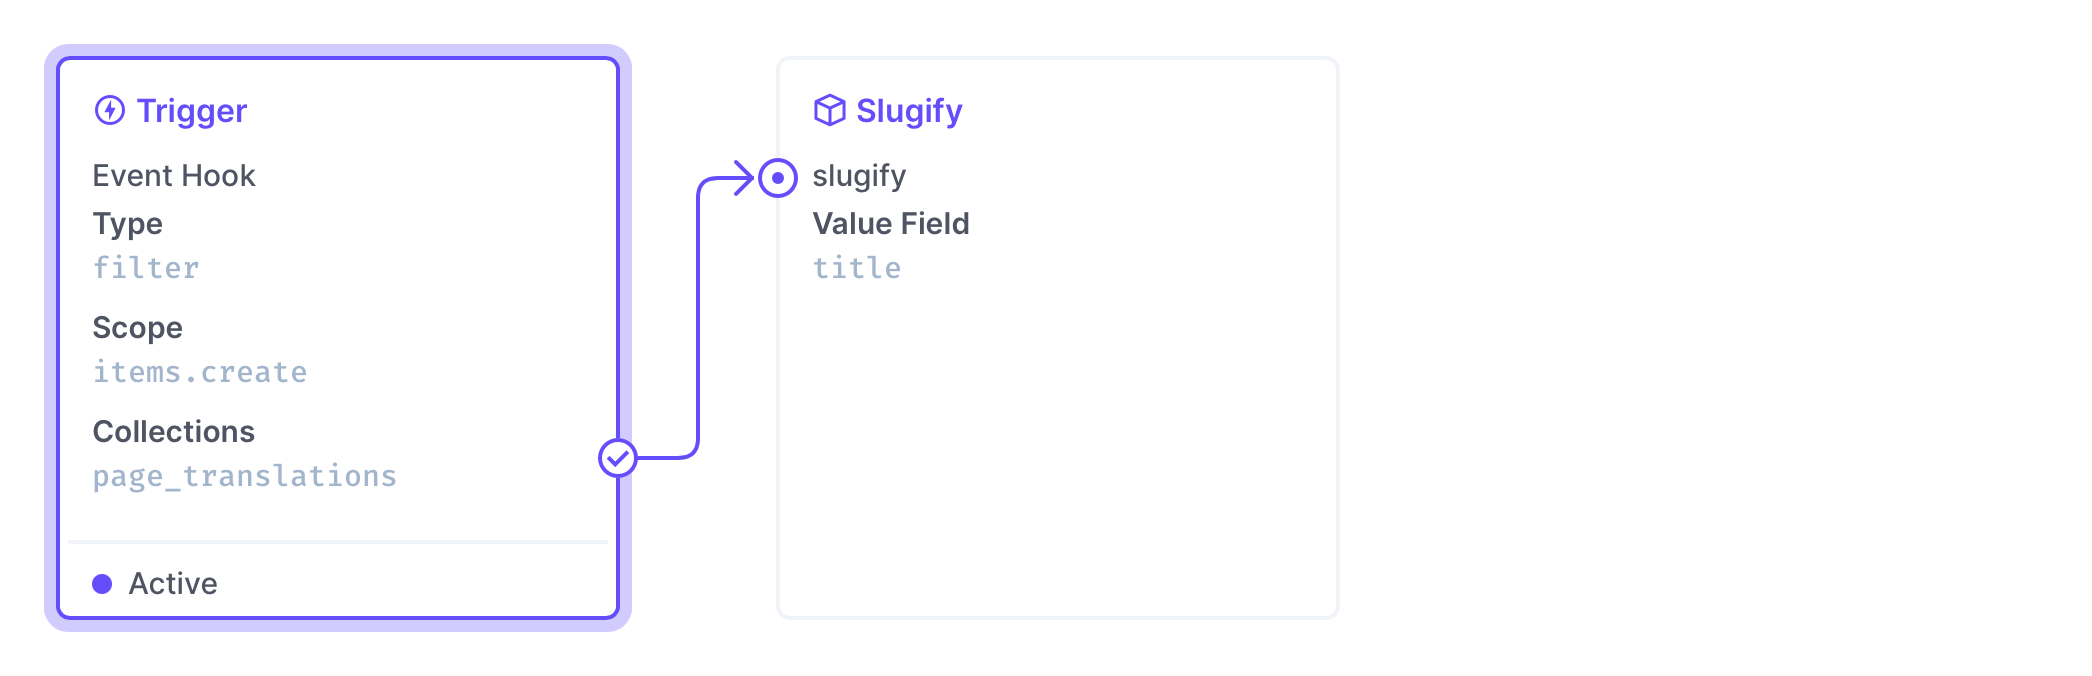 Trigger
Event Hook
Type
filter
Scope
items.create
Collections
page_translations
Active
Slugify
slugify
Value Field
title